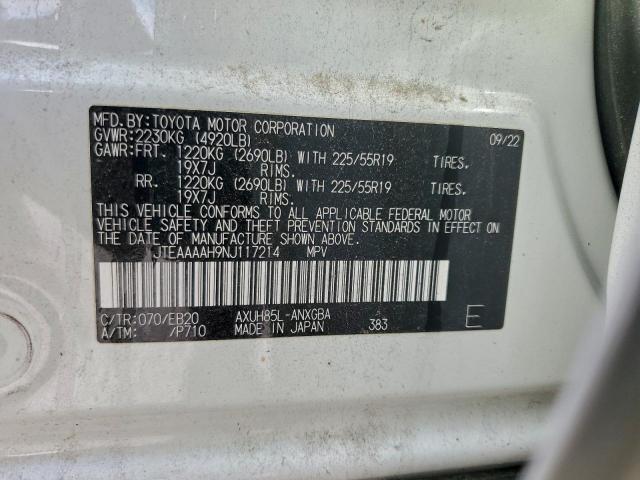 MFD.BY:TOYOTA MOTOR CORPORATION 09/22
GVWR:2230KG (4920LB)
GAWR:FRT. 1220KG (2690LB) WITH 225/55R19 TIRES.
19X7J RIMS.
RR. 1220KG (2690LB) WITH 225/55R19 TIRES.
19X7J RIMS.
THIS VEHICLE CONFORMS TO ALL APPLICABLE FEDERAL MOTOR
VEHICLE SAFETY AND THEFT PREVENTION STANDARDS IN EFFECT ON
THE DATE OF MANUFACTURE SHOWN ABOVE.
JTEAAAAH9NJ117214 MPV
C/TR:070/EB20 AXUH85L-ANXGBA
A/TM: /P710 MADE IN JAPAN 383 E